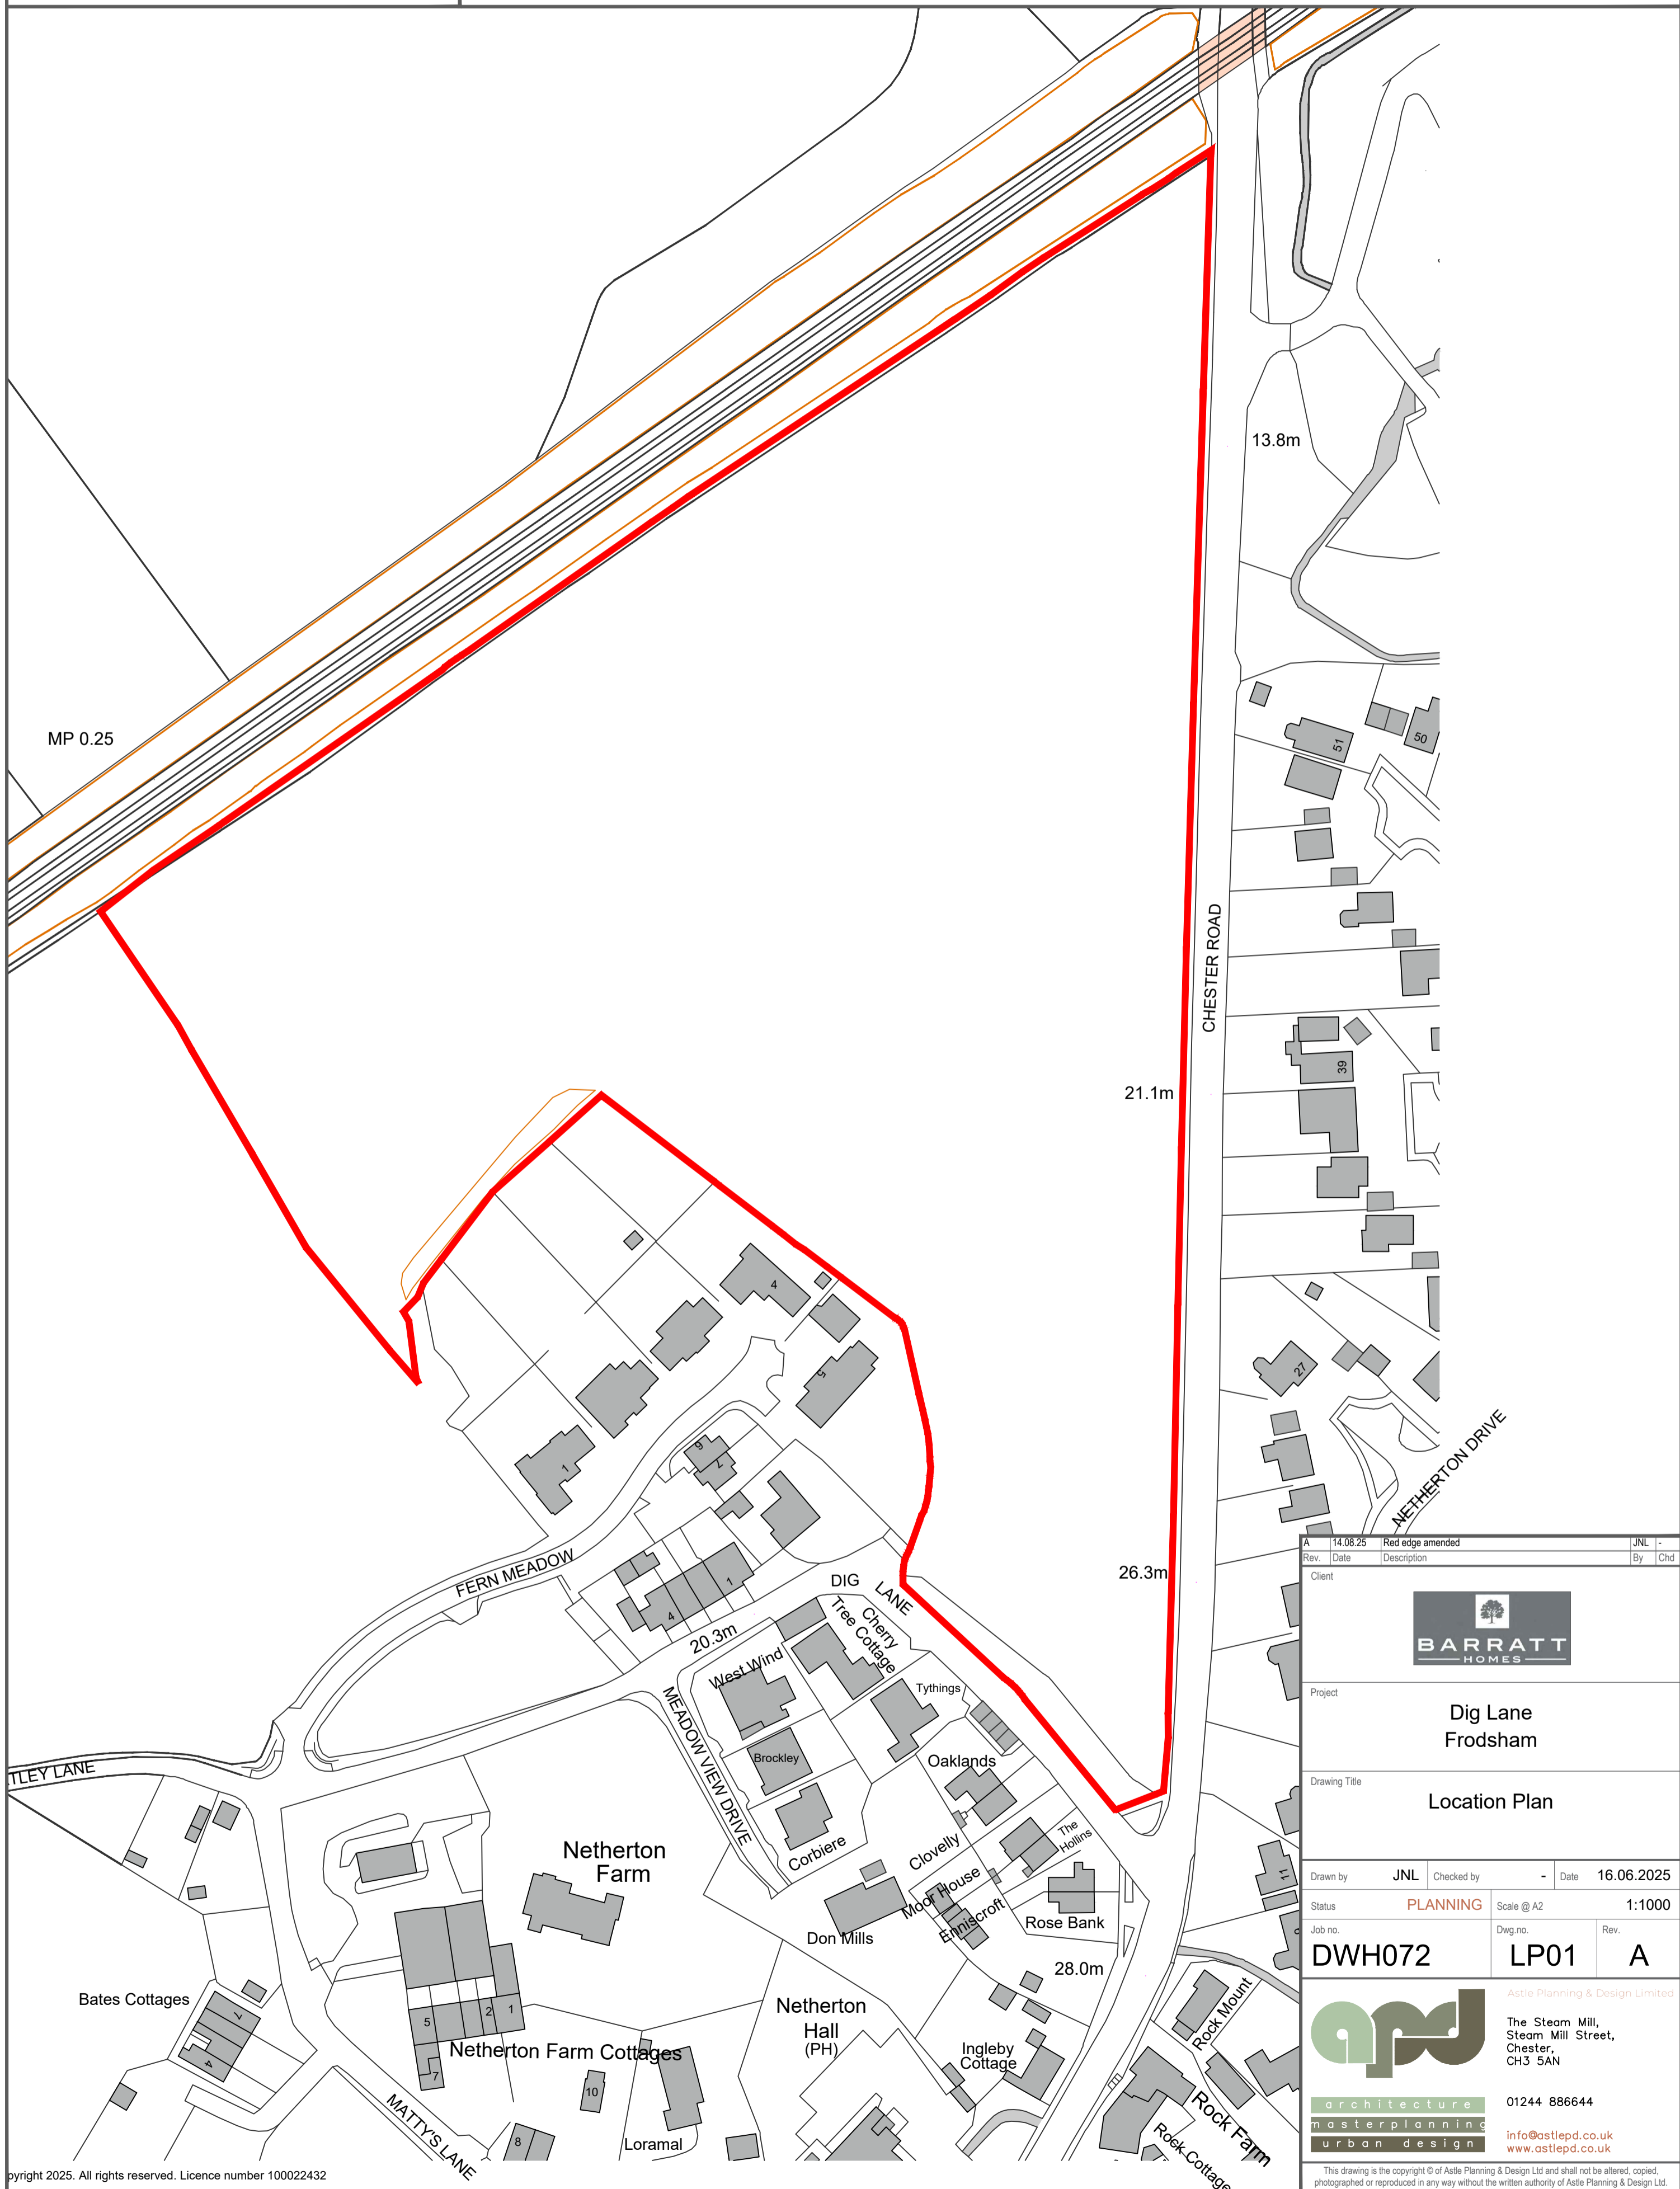 13.8m
MP 0.25
51
50
CHESTER ROAD
39
21.1m
4
5
27
1
6
7
NETHERTON DRIVE
FERN MEADOW
1
4
DIG
LANE
26.3m
20.3m
Cherry
Tree Cottage
West Wind
Tythings
MEADOW VIEW DRIVE
Brockley
Oaklands
TLEY LANE
Corbiere
Clovelly
The
Hollins
Netherton
Farm
Moor House
Enniscroft
Rose Bank
Don Mills
11
28.0m
Bates Cottages
7
4
5
2
1
7
Netherton Farm Cottages
10
8
Loramal
MATTY'S LANE
Netherton
Hall
(PH)
Ingleby
Cottage
Rock Mount
Rock Farm
Rock Cottage
pyright 2025. All rights reserved. Licence number 100022432
A 14.08.25 Red edge amended JNL -
Rev. Date Description By Chd
Client
BARRATT
HOMES
Project
Dig Lane
Frodsham
Drawing Title
Location Plan
Drawn by JNL Checked by - Date 16.06.2025
Status PLANNING Scale @ A2 1:1000
Job no. Dwg.no. Rev.
DWH072 LP01 A
Astle Planning & Design Limited
apd
The Steam Mill,
Steam Mill Street,
Chester,
CH3 5AN
01244 886644
architecture
masterplanning
urban design
info@astlepd.co.uk
www.astlepd.co.uk
This drawing is the copyright © of Astle Planning & Design Ltd and shall not be altered, copied,
photographed or reproduced in any way without the written authority of Astle Planning & Design Ltd.